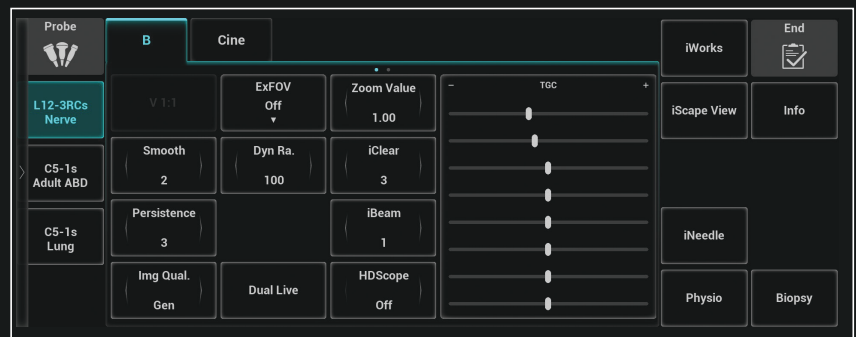 Probe
B
Cine
iWorks
End
L12-3RCs
Nerve
V 1:1
ExFOV
Off
Zoom Value
1.00
- TGC +
iScape View
Info
Smooth
2
Dyn Ra.
100
iClear
3
C5-1s
Adult ABD
Persistence
3
iBeam
1
C5-1s
Lung
iNeedle
Img Qual.
Gen
Dual Live
HDScope
Off
Physio
Biopsy